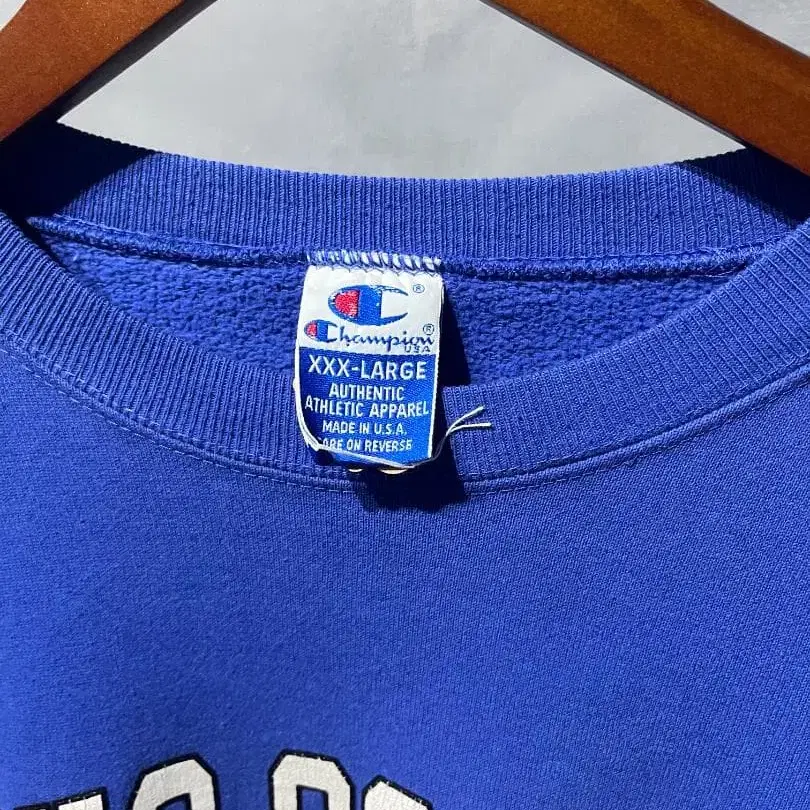 C ®
Champion ®
USA
XXX-LARGE
AUTHENTIC
ATHLETIC APPAREL
MADE IN U.S.A.
CARE ON REVERSE